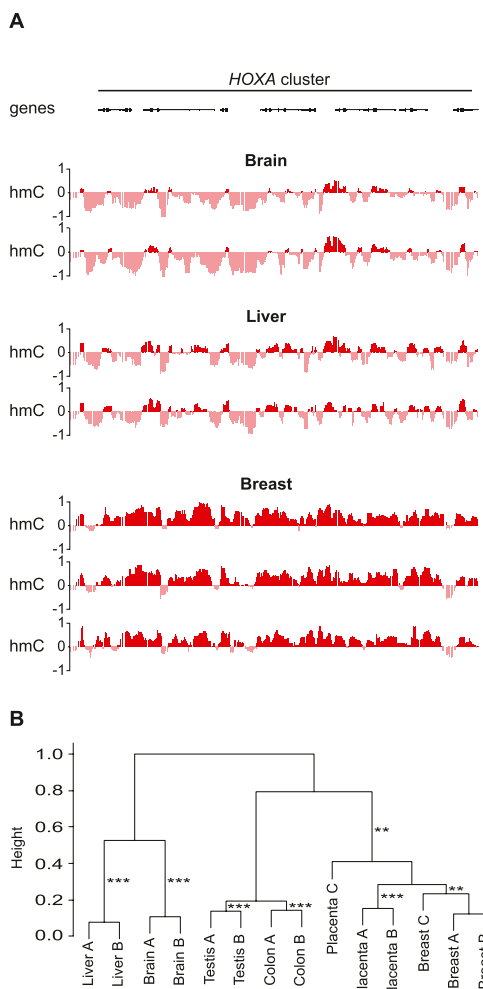 A
HOXA cluster
genes
Brain
1
hmC 0
-1
1
hmC 0
-1
Liver
1
hmC 0
-1
1
hmC 0
-1
Breast
1
hmC 0
-1
1
hmC 0
-1
1
hmC 0
-1
B
Height
1.0
0.8
0.6
0.4
0.2
0.0
**
***
***
***
***
***
**
Liver A
Liver B
Brain A
Brain B
Testis A
Testis B
Colon A
Colon B
Placenta C
lacenta A
lacenta B
Breast C
Breast A
Breast B